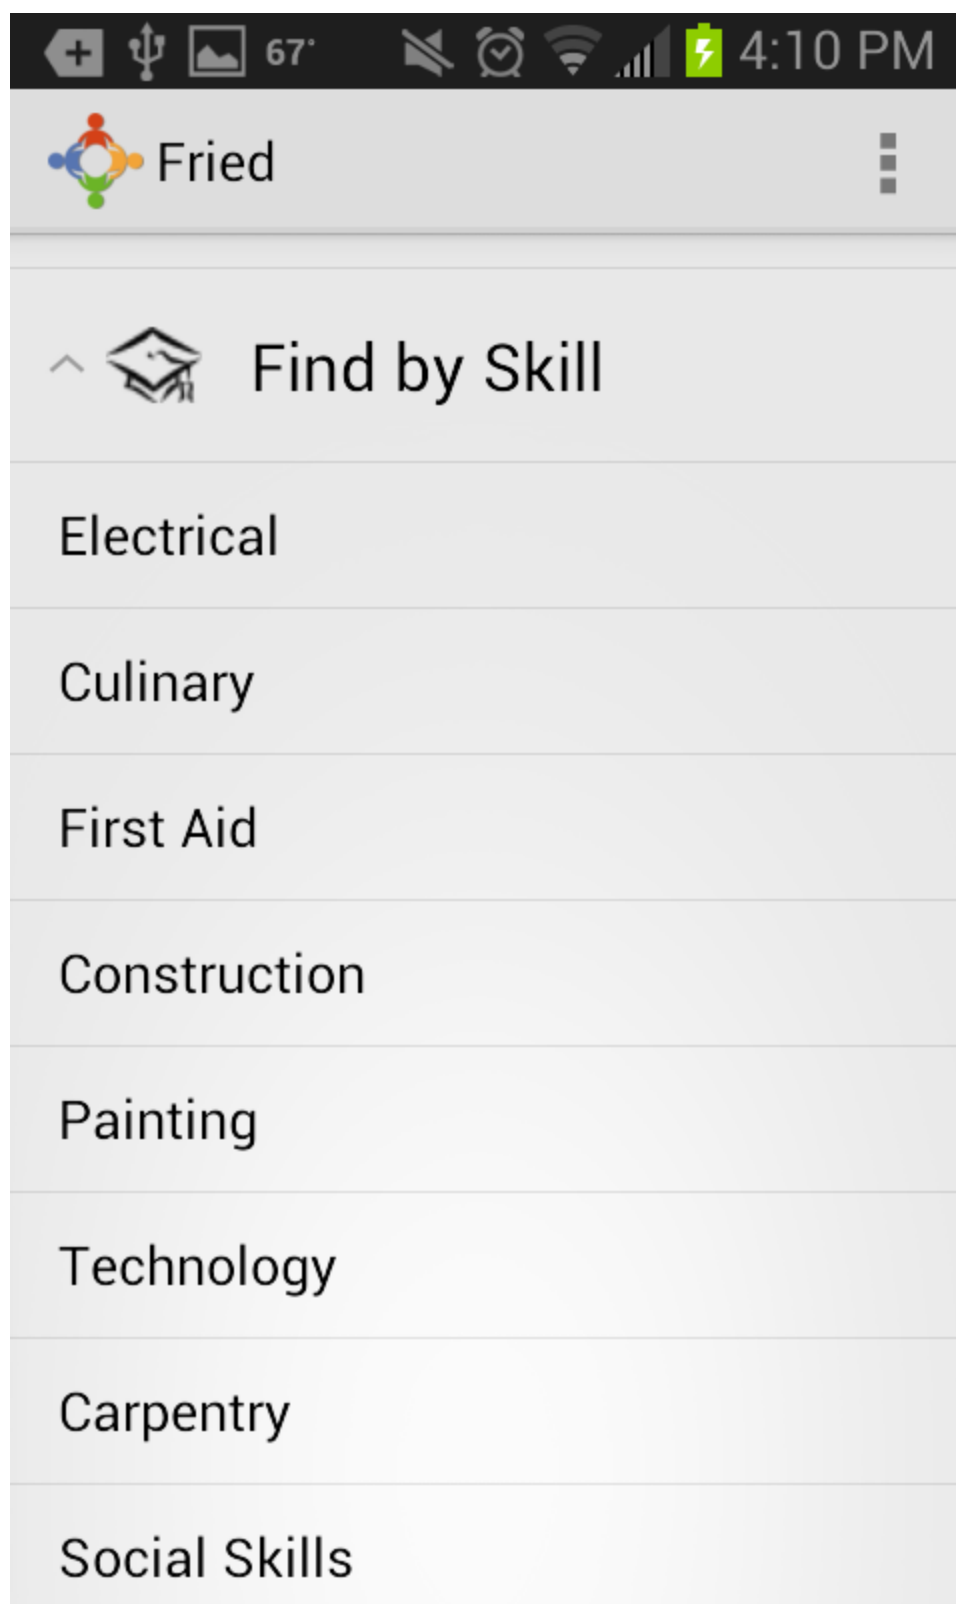 67° 4:10 PM
Fried
Find by Skill
Electrical
Culinary
First Aid
Construction
Painting
Technology
Carpentry
Social Skills